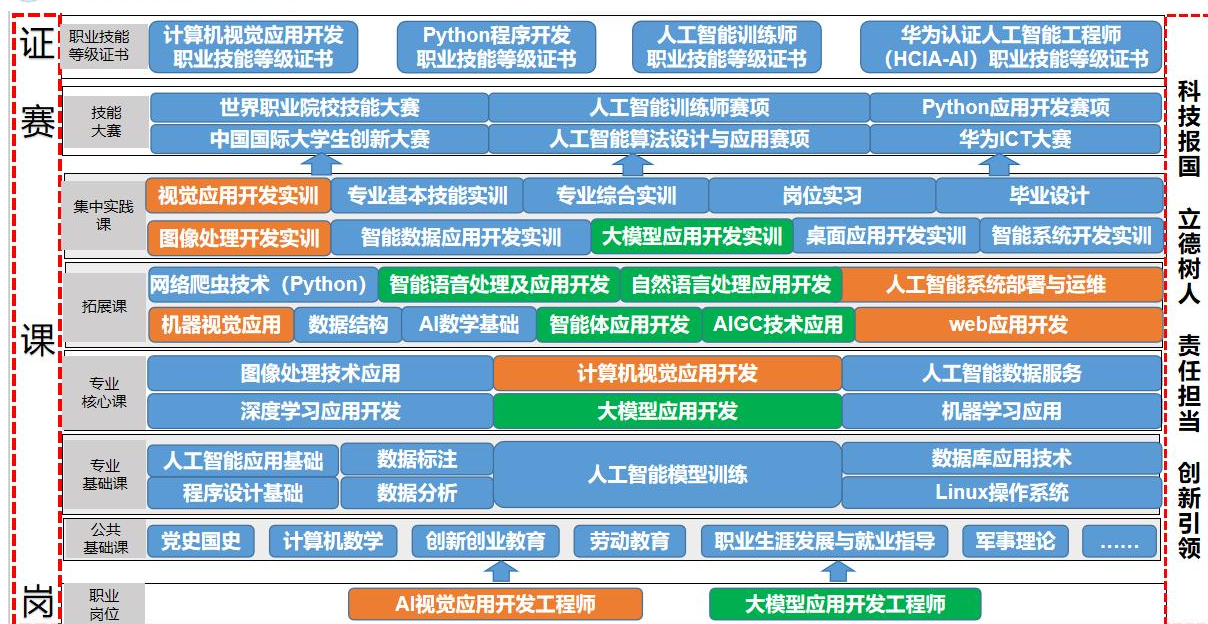 证
职业技能
等级证书
计算机视觉应用开发
职业技能等级证书
Python程序开发
职业技能等级证书
人工智能训练师
职业技能等级证书
华为认证人工智能工程师
（HCIA-AI）职业技能等级证书
赛
技能
大赛
世界职业院校技能大赛
人工智能训练师赛项
Python应用开发赛项
中国国际大学生创新大赛
人工智能算法设计与应用赛项
华为ICT大赛
课
集中实践
课
视觉应用开发实训
专业基本技能实训
专业综合实训
岗位实习
毕业设计
图像处理开发实训
智能数据应用开发实训
大模型应用开发实训
桌面应用开发实训
智能系统开发实训
拓展课
网络爬虫技术（Python）
智能语音处理及应用开发
自然语言处理应用开发
人工智能系统部署与运维
机器视觉应用
数据结构
AI数学基础
智能体应用开发
AIGC技术应用
web应用开发
专业
核心课
图像处理技术应用
计算机视觉应用开发
人工智能数据服务
深度学习应用开发
大模型应用开发
机器学习应用
专业
基础课
人工智能应用基础
数据标注
人工智能模型训练
数据库应用技术
程序设计基础
数据分析
Linux操作系统
公共
基础课
党史国史
计算机数学
创新创业教育
劳动教育
职业生涯发展与就业指导
军事理论
……
岗
职业
岗位
AI视觉应用开发工程师
大模型应用开发工程师
科技报国 立德树人 责任担当 创新引领